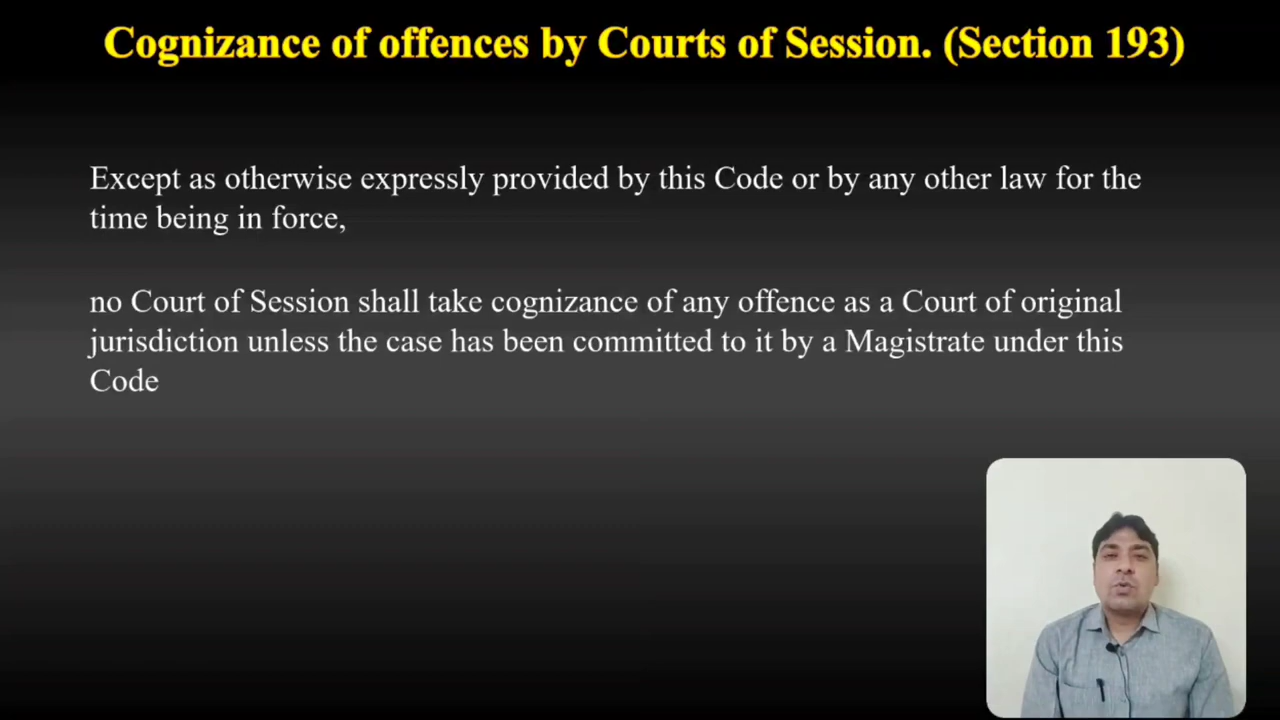 Cognizance of offences by Courts of Session. (Section 193)
Except as otherwise expressly provided by this Code or by any other law for the
time being in force,
no Court of Session shall take cognizance of any offence as a Court of original
jurisdiction unless the case has been committed to it by a Magistrate under this
Code